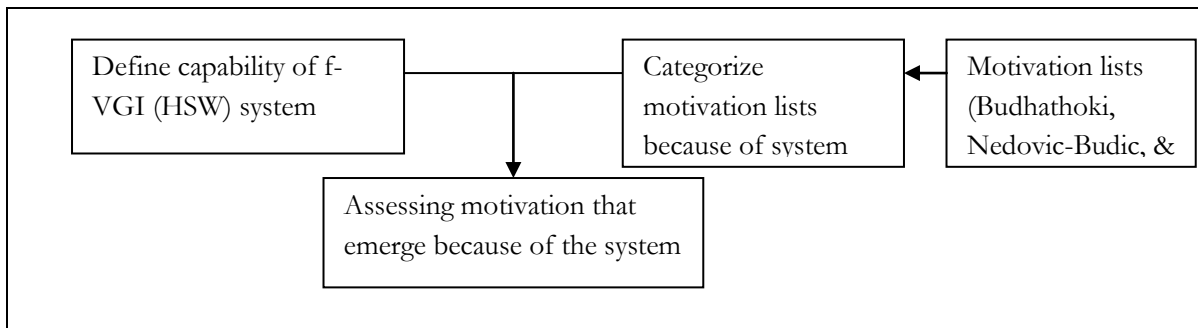 Define capability of f-
VGI (HSW) system
Categorize
motivation lists
because of system
Motivation lists
(Budhathoki,
Nedovic-Budic, &
Assessing motivation that
emerge because of the system